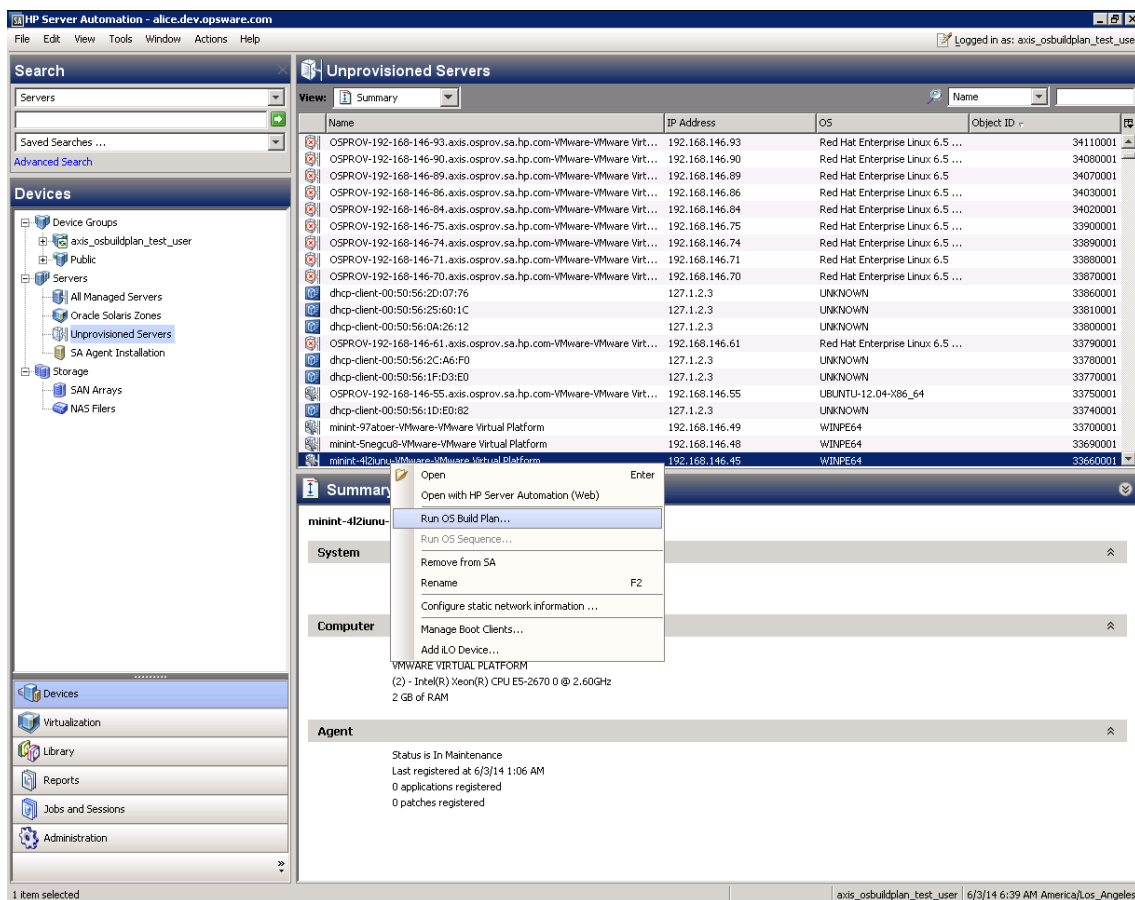 HP Server Automation - alice.dev.opsware.com
File Edit View Tools Window Actions Help
Logged in as: axis_osbuildplan_test_use
Search
Servers
Saved Searches ...
Advanced Search
Devices
Device Groups
axis_osbuildplan_test_user
Public
Servers
All Managed Servers
Oracle Solaris Zones
Unprovisioned Servers
SA Agent Installation
Storage
SAN Arrays
NAS Filers
Devices
Virtualization
Library
Reports
Jobs and Sessions
Administration
Unprovisioned Servers
View: Summary Name
Name IP Address OS Object ID
OSPROV-192-168-146-93.axis.osprov.sa.hp.com-VMware-VMware Virt... 192.168.146.93 Red Hat Enterprise Linux 6.5 ... 34110001
OSPROV-192-168-146-90.axis.osprov.sa.hp.com-VMware-VMware Virt... 192.168.146.90 Red Hat Enterprise Linux 6.5 ... 34080001
OSPROV-192-168-146-89.axis.osprov.sa.hp.com-VMware-VMware Virt... 192.168.146.89 Red Hat Enterprise Linux 6.5 34070001
OSPROV-192-168-146-86.axis.osprov.sa.hp.com-VMware-VMware Virt... 192.168.146.86 Red Hat Enterprise Linux 6.5 ... 34030001
OSPROV-192-168-146-84.axis.osprov.sa.hp.com-VMware-VMware Virt... 192.168.146.84 Red Hat Enterprise Linux 6.5 ... 34020001
OSPROV-192-168-146-75.axis.osprov.sa.hp.com-VMware-VMware Virt... 192.168.146.75 Red Hat Enterprise Linux 6.5 ... 33900001
OSPROV-192-168-146-74.axis.osprov.sa.hp.com-VMware-VMware Virt... 192.168.146.74 Red Hat Enterprise Linux 6.5 ... 33890001
OSPROV-192-168-146-71.axis.osprov.sa.hp.com-VMware-VMware Virt... 192.168.146.71 Red Hat Enterprise Linux 6.5 33880001
OSPROV-192-168-146-70.axis.osprov.sa.hp.com-VMware-VMware Virt... 192.168.146.70 Red Hat Enterprise Linux 6.5 ... 33870001
dhcp-client-00:50:56:2D:07:76 127.1.2.3 UNKNOWN 33860001
dhcp-client-00:50:56:25:60:1C 127.1.2.3 UNKNOWN 33810001
dhcp-client-00:50:56:0A:26:12 127.1.2.3 UNKNOWN 33800001
OSPROV-192-168-146-61.axis.osprov.sa.hp.com-VMware-VMware Virt... 192.168.146.61 Red Hat Enterprise Linux 6.5 ... 33790001
dhcp-client-00:50:56:2C:A6:F0 127.1.2.3 UNKNOWN 33780001
dhcp-client-00:50:56:1F:D3:E0 127.1.2.3 UNKNOWN 33770001
OSPROV-192-168-146-55.axis.osprov.sa.hp.com-VMware-VMware Virt... 192.168.146.55 UBUNTU-12.04-X86_64 33750001
dhcp-client-00:50:56:1D:E0:82 127.1.2.3 UNKNOWN 33740001
minint-97atoer-VMware-VMware Virtual Platform 192.168.146.49 WINPE64 33700001
minint-5negcu8-VMware-VMware Virtual Platform 192.168.146.48 WINPE64 33690001
minint-4l2iunu-VMware-VMware Virtual Platform 192.168.146.45 WINPE64 33660001
Open Enter
Open with HP Server Automation (Web)
Run OS Build Plan...
Run OS Sequence...
Remove from SA
Rename F2
Configure static network information ...
Manage Boot Clients...
Add iLO Device...
Summary
minint-4l2iunu-
System
Computer
VMWARE VIRTUAL PLATFORM
(2) - Intel(R) Xeon(R) CPU E5-2670 0 @ 2.60GHz
2 GB of RAM
Agent
Status is In Maintenance
Last registered at 6/3/14 1:06 AM
0 applications registered
0 patches registered
1 item selected
axis_osbuildplan_test_user 6/3/14 6:39 AM America/Los_Angeles